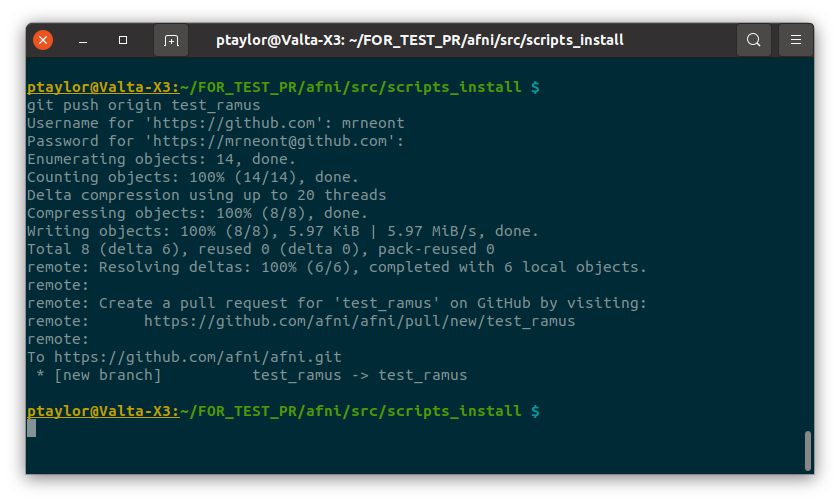 ptaylor@Valta-X3: ~/FOR_TEST_PR/afni/src/scripts_install
ptaylor@Valta-X3:~/FOR_TEST_PR/afni/src/scripts_install $
git push origin test_ramus
Username for 'https://github.com': mrneont
Password for 'https://mrneont@github.com':
Enumerating objects: 14, done.
Counting objects: 100% (14/14), done.
Delta compression using up to 20 threads
Compressing objects: 100% (8/8), done.
Writing objects: 100% (8/8), 5.97 KiB | 5.97 MiB/s, done.
Total 8 (delta 6), reused 0 (delta 0), pack-reused 0
remote: Resolving deltas: 100% (6/6), completed with 6 local objects.
remote:
remote: Create a pull request for 'test_ramus' on GitHub by visiting:
remote:      https://github.com/afni/afni/pull/new/test_ramus
remote:
To https://github.com/afni/afni.git
 * [new branch]          test_ramus -> test_ramus
ptaylor@Valta-X3:~/FOR_TEST_PR/afni/src/scripts_install $